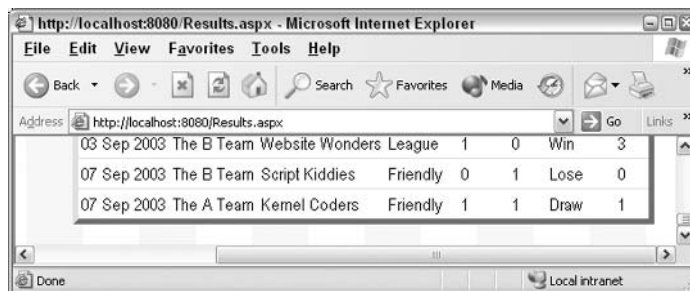 http://localhost:8080/Results.aspx - Microsoft Internet Explorer
File Edit View Favorites Tools Help
Back Search Favorites Media »
Address http://localhost:8080/Results.aspx Go Links »
03 Sep 2003 The B Team Website Wonders League 1 0 Win 3
07 Sep 2003 The B Team Script Kiddies Friendly 0 1 Lose 0
07 Sep 2003 The A Team Kernel Coders Friendly 1 1 Draw 1
Done Local intranet